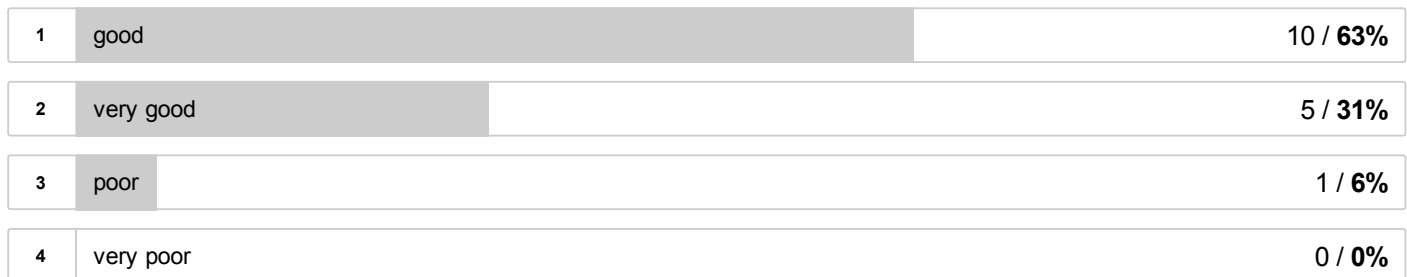 1 good 10 / 63%
2 very good 5 / 31%
3 poor 1 / 6%
4 very poor 0 / 0%